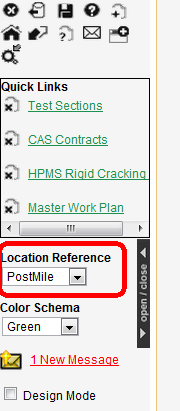 Quick Links
Test Sections
CAS Contracts
HPMS Rigid Cracking
Master Work Plan
Location Reference
PostMile
Color Schema
Green
open / close
1 New Message
Design Mode